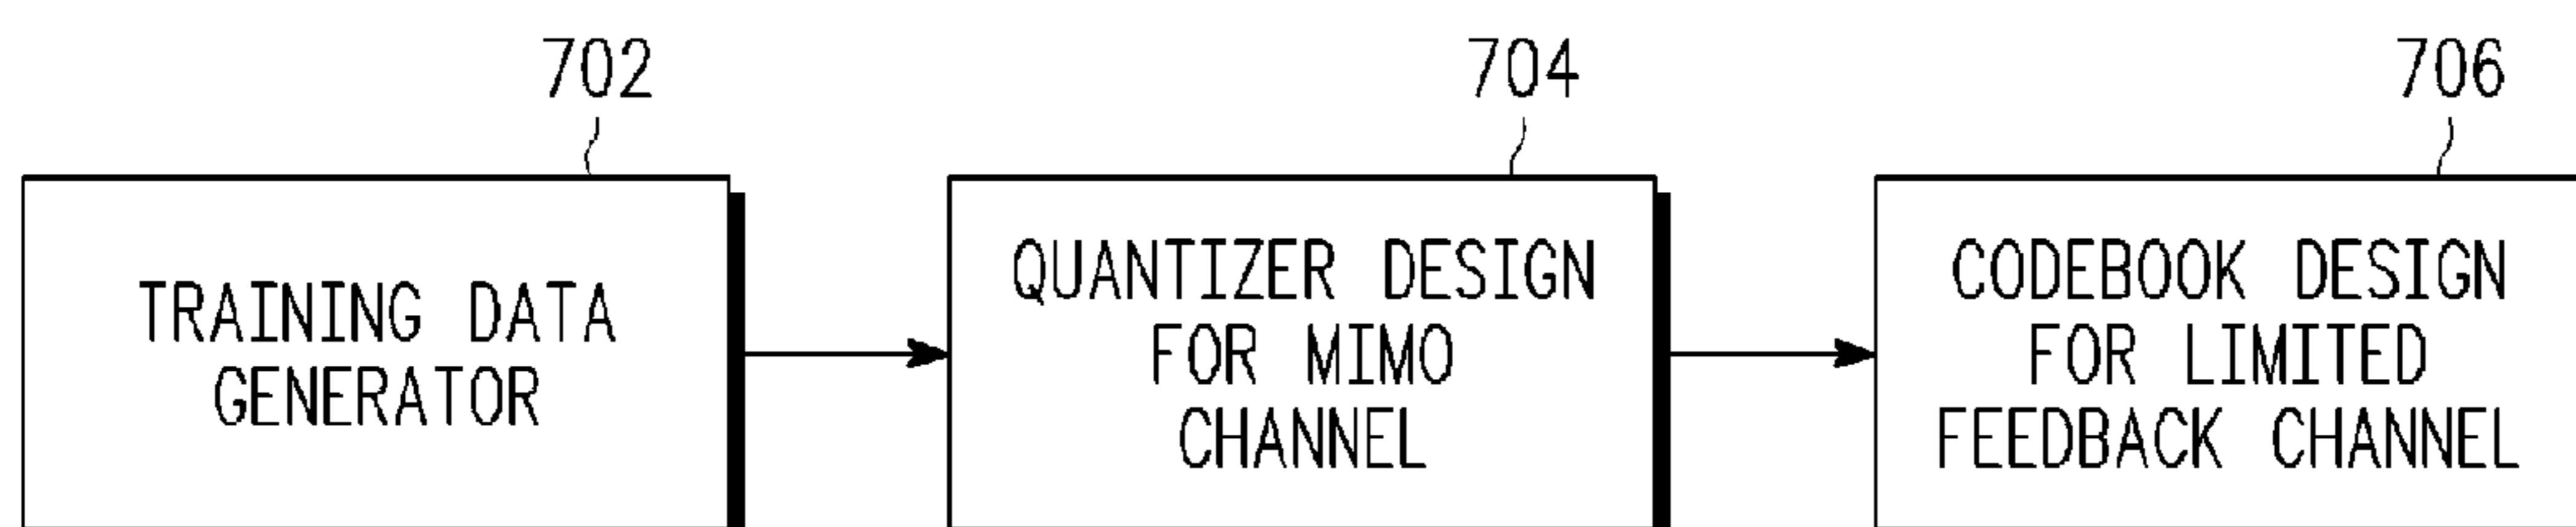 702
704
706
TRAINING DATA
GENERATOR
QUANTIZER DESIGN
FOR MIMO
CHANNEL
CODEBOOK DESIGN
FOR LIMITED
FEEDBACK CHANNEL